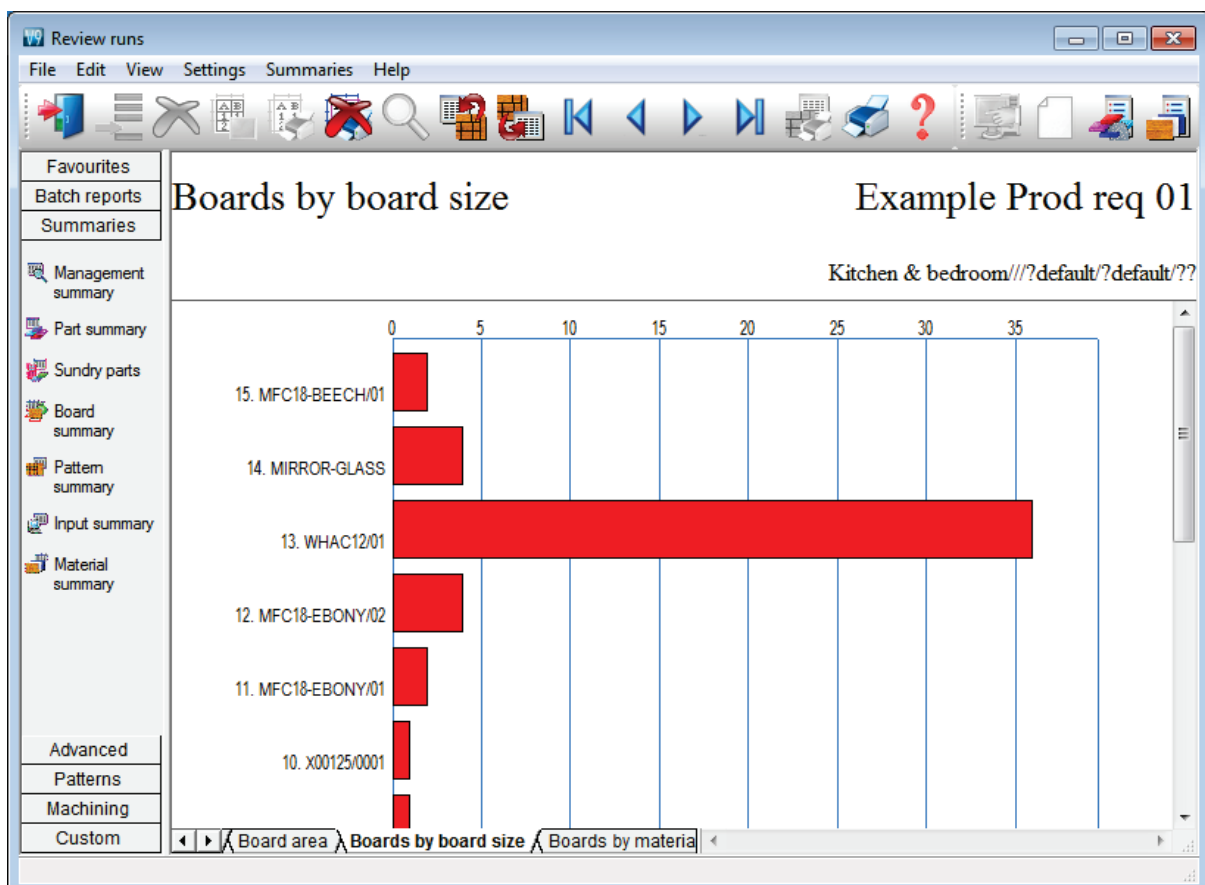 V9 Review runs
File Edit View Settings Summaries Help
Favourites
Batch reports
Summaries
Management
summary
Part summary
Sundry parts
Board
summary
Pattern
summary
Input summary
Material
summary
Advanced
Patterns
Machining
Custom
Boards by board size Example Prod req 01
Kitchen & bedroom///?default/?default/??
0 5 10 15 20 25 30 35
15. MFC18-BEECH/01
14. MIRROR-GLASS
13. WHAC12/01
12. MFC18-EBONY/02
11. MFC18-EBONY/01
10. X00125/0001
Board area Boards by board size Boards by materia